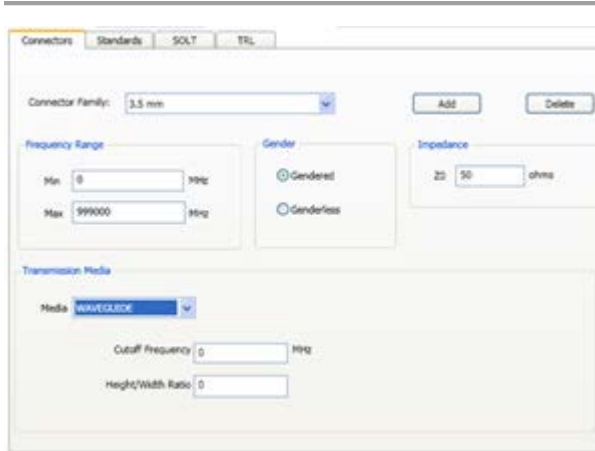 Connectors Standards SOLT TRL
Connector Family: 3.5 mm Add Delete
Frequency Range Gender Impedance
Min 0 MHz Gendered Z0 50 ohms
Max 999000 MHz Genderless
Transmission Media
Media WAVEGUIDE
Cutoff Frequency 0 MHz
Height/Width Ratio 0